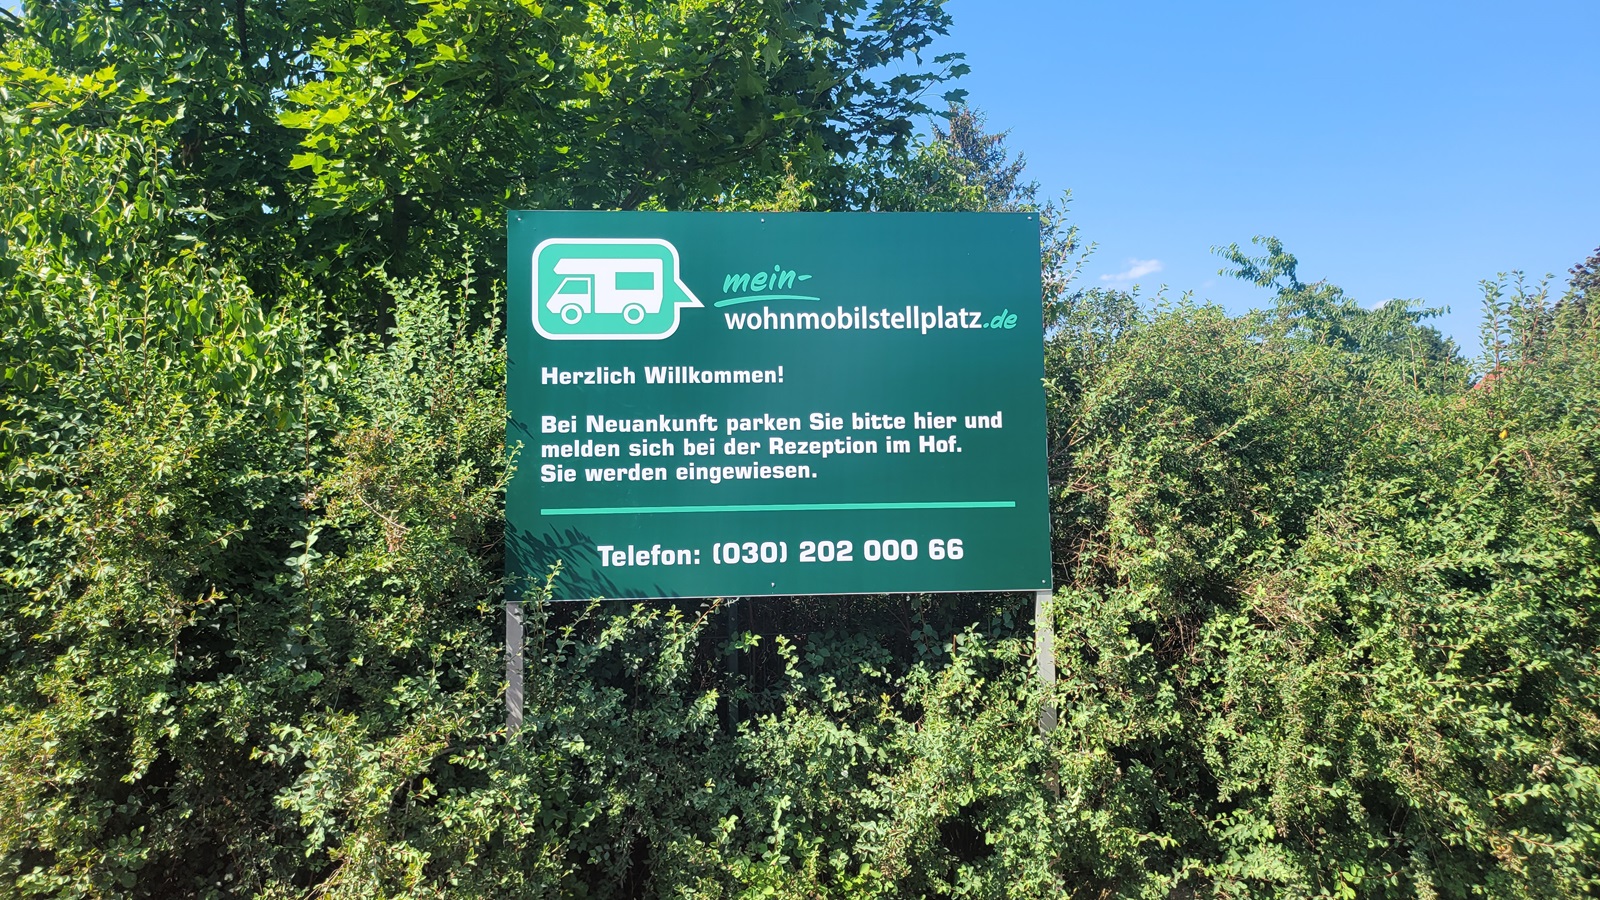 mein-
wohnmobilstellplatz.de
Herzlich Willkommen!
Bei Neuankunft parken Sie bitte hier und
melden sich bei der Rezeption im Hof.
Sie werden eingewiesen.
Telefon: (030) 202 000 66